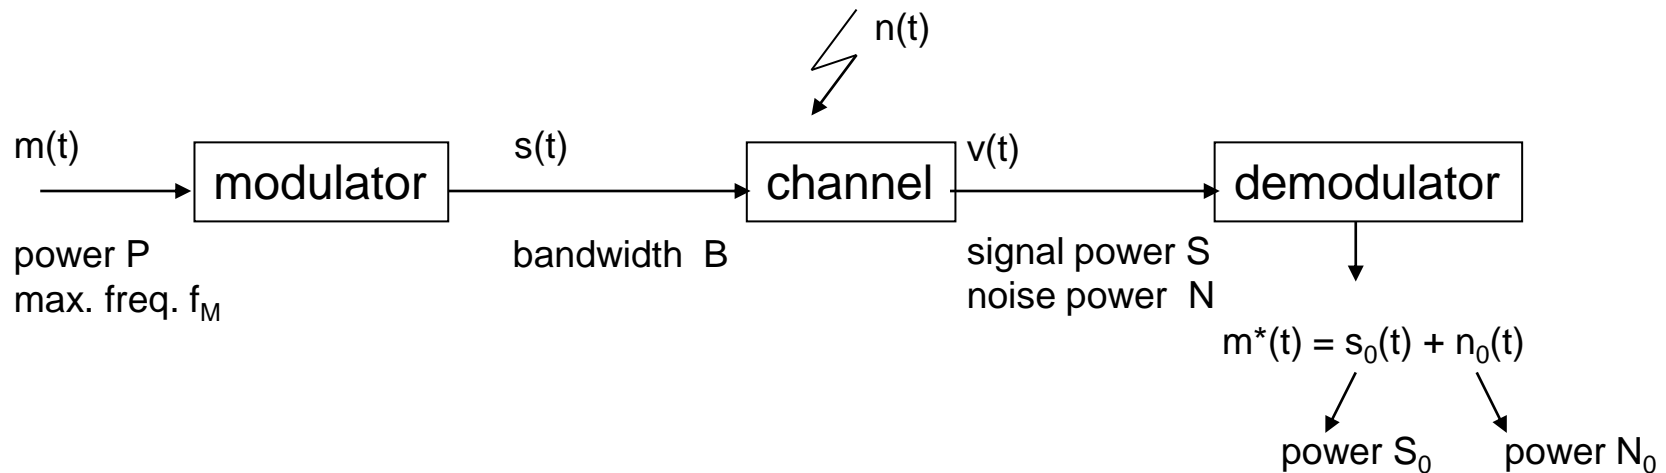 n(t)
m(t)
modulator
s(t)
channel
v(t)
demodulator
power P
max. freq. f_M
bandwidth B
signal power S
noise power N
m*(t) = s_0(t) + n_0(t)
power S_0
power N_0